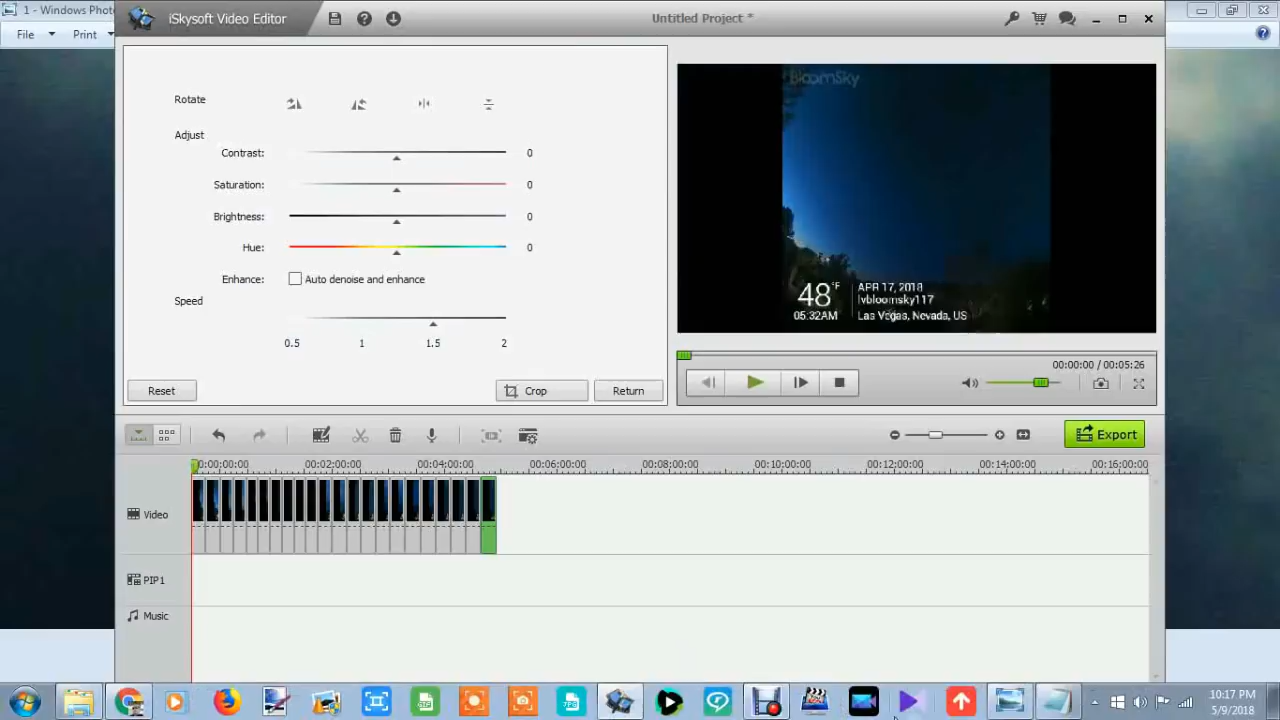 1 - Windows Phot
iSkysoft Video Editor
Untitled Project *
File
Print
Rotate
Adjust
Contrast:
0
Saturation:
0
Brightness:
0
Hue:
0
Enhance:
Auto denoise and enhance
Speed
0.5
1
1.5
2
Reset
Crop
Return
BloomSky
48°F
05:32AM
APR 17, 2018
lvbloomsky117
Las Vegas, Nevada, US
00:00:00 / 00:05:26
Export
00:00:00:00
00:02:00:00
00:04:00:00
00:06:00:00
00:08:00:00
00:10:00:00
00:12:00:00
00:14:00:00
00:16:00:00
Video
PIP1
Music
10:17 PM
5/9/2018